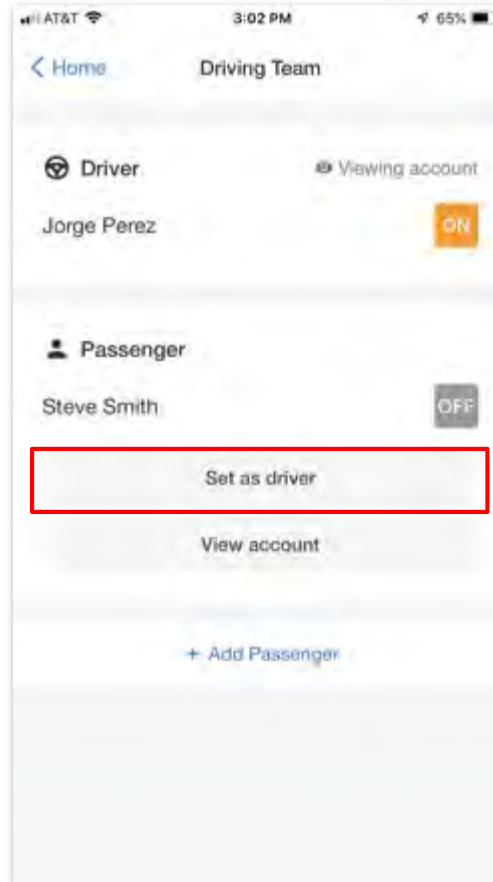 AT&T 3:02 PM 65%
Home Driving Team
Driver Viewing account
Jorge Perez ON
Passenger
Steve Smith OFF
Set as driver
View account
+ Add Passenger